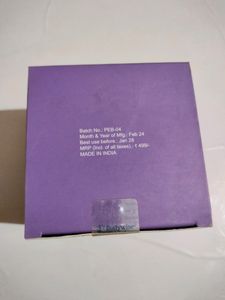 Batch No.: PEB-04
Month & Year of Mfg.: Feb 24
Best use before.: Jan 26
MRP (Incl. of all taxes).: ₹ 499/-
MADE IN INDIA